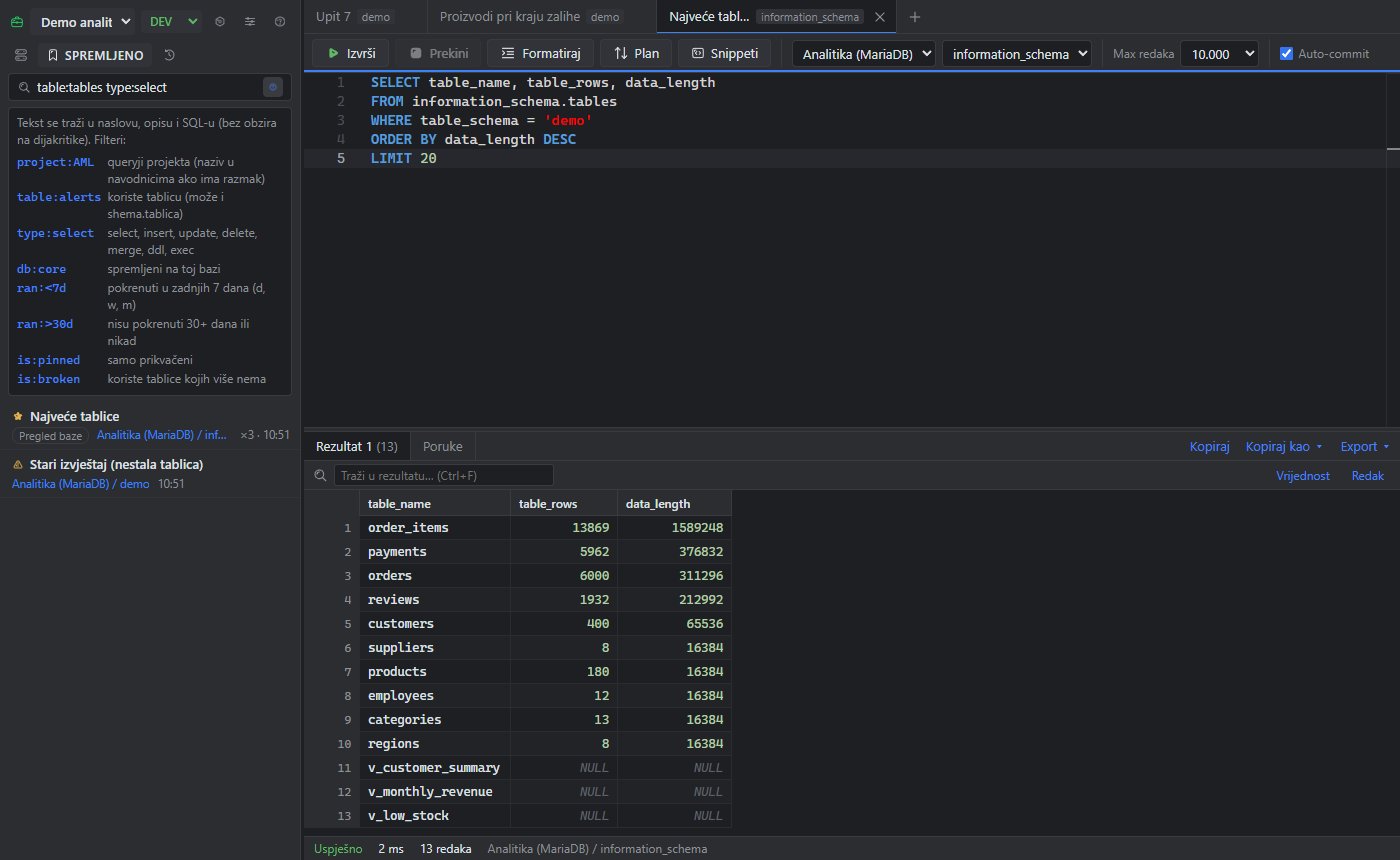 Demo analit DEV
SPREMLJENO
table:tables type:select
Tekst se traži u naslovu, opisu i SQL-u (bez obzira
na dijakritike). Filteri:
project:AML queryji projekta (naziv u
navodnicima ako ima razmak)
table:alerts koriste tablicu (može i
shema.tablica)
type:select select, insert, update, delete,
merge, ddl, exec
db:core spremljeni na toj bazi
ran:<7d pokrenuti u zadnjih 7 dana (d,
w, m)
ran:>30d nisu pokrenuti 30+ dana ili
nikad
is:pinned samo prikvačeni
is:broken koriste tablice kojih više nema
Najveće tablice
Pregled baze Analitika (MariaDB) / inf... ×3 · 10:51
Stari izvještaj (nestala tablica)
Analitika (MariaDB) / demo 10:51
Upit 7 demo Proizvodi pri kraju zalihe demo Najveće tabl... information_schema
Izvrši Prekini Formatiraj Plan Snippeti Analitika (MariaDB) information_schema Max redaka 10.000 Auto-commit
1 SELECT table_name, table_rows, data_length
2 FROM information_schema.tables
3 WHERE table_schema = 'demo'
4 ORDER BY data_length DESC
5 LIMIT 20
Rezultat 1 (13) Poruke Kopiraj Kopiraj kao Export
Traži u rezultatu... (Ctrl+F) Vrijednost Redak
table_name table_rows data_length
1 order_items 13869 1589248
2 payments 5962 376832
3 orders 6000 311296
4 reviews 1932 212992
5 customers 400 65536
6 suppliers 8 16384
7 products 180 16384
8 employees 12 16384
9 categories 13 16384
10 regions 8 16384
11 v_customer_summary NULL NULL
12 v_monthly_revenue NULL NULL
13 v_low_stock NULL NULL
Uspješno 2 ms 13 redaka Analitika (MariaDB) / information_schema